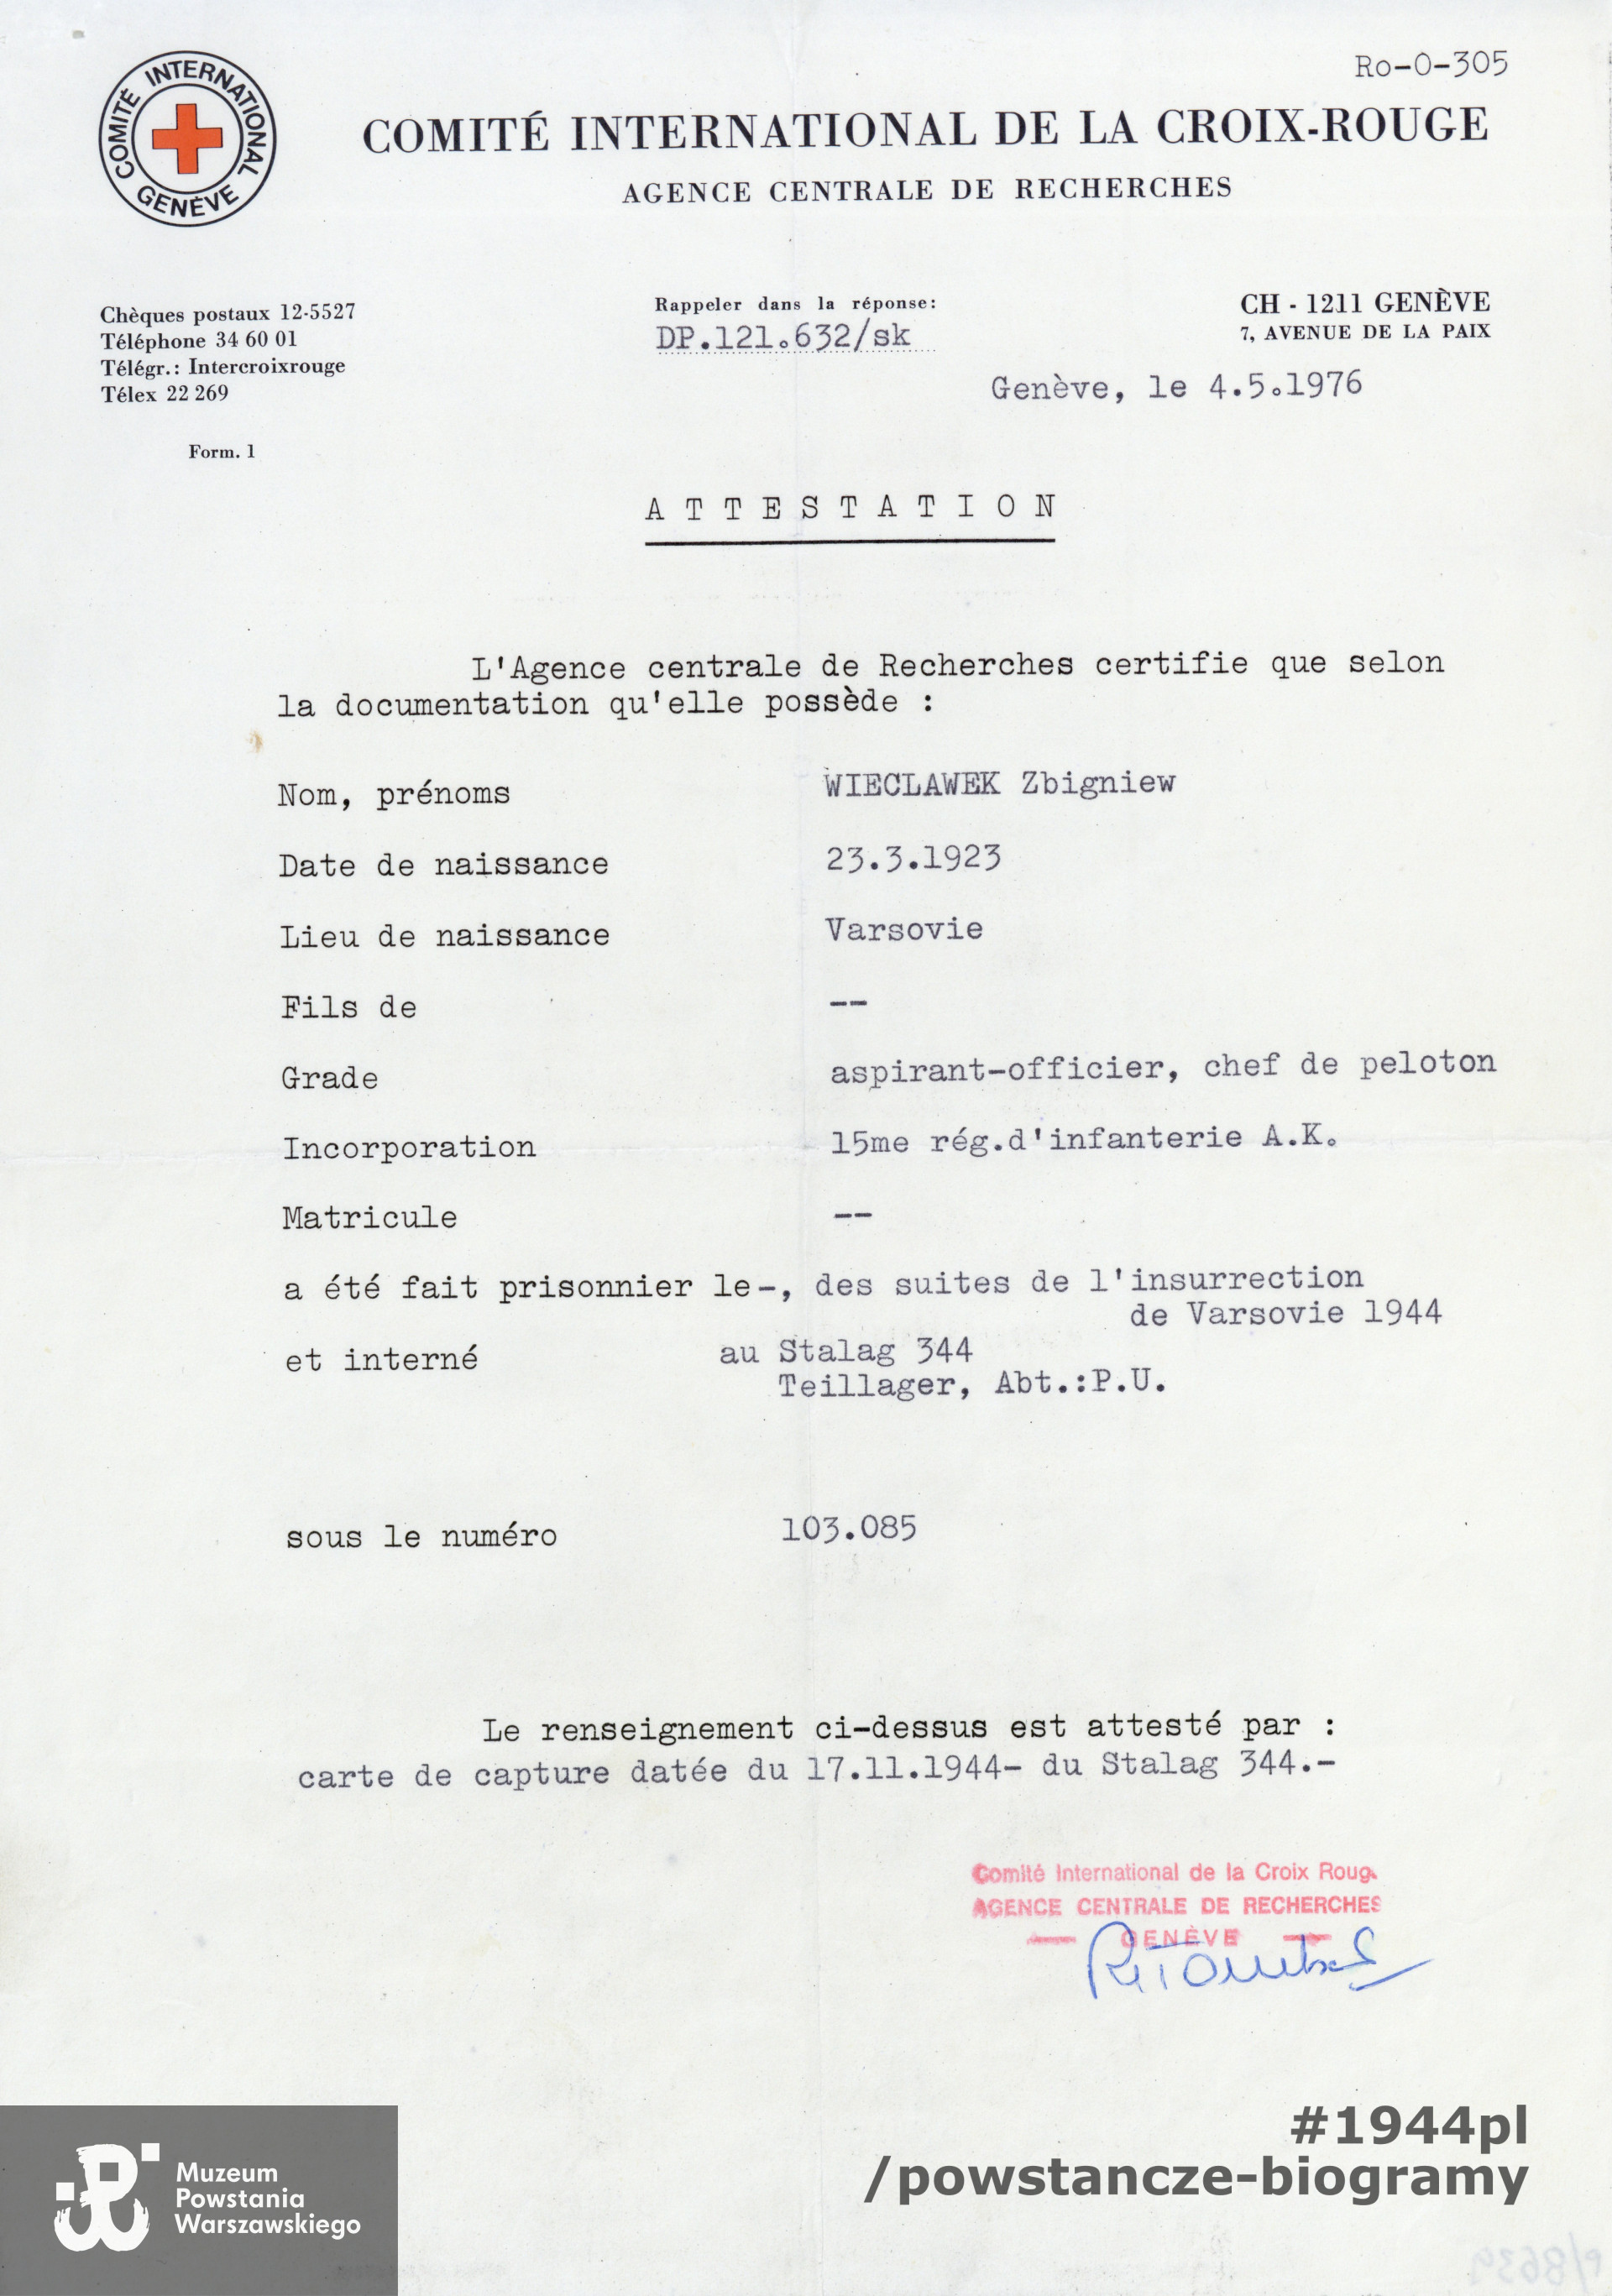 Ro-0-305
COMITÉ INTERNATIONAL GENÈVE
COMITÉ INTERNATIONAL DE LA CROIX-ROUGE
AGENCE CENTRALE DE RECHERCHES
Chèques postaux 12-5527
Téléphone 34 60 01
Télégr.: Intercroixrouge
Télex 22 269
Form. 1
Rappeler dans la réponse:
DP.121.632/sk
CH - 1211 GENÈVE
7, AVENUE DE LA PAIX
Genève, le 4.5.1976
ATTESTATION
L'Agence centrale de Recherches certifie que selon
la documentation qu'elle possède :
Nom, prénoms WIECLAWEK Zbigniew
Date de naissance 23.3.1923
Lieu de naissance Varsovie
Fils de --
Grade aspirant-officier, chef de peloton
Incorporation 15me rég.d'infanterie A.K.
Matricule --
a été fait prisonnier le-, des suites de l'insurrection
de Varsovie 1944
et interné au Stalag 344
Teillager, Abt.:P.U.
sous le numéro 103.085
Le renseignement ci-dessus est attesté par :
carte de capture datée du 17.11.1944- du Stalag 344.-
Comité International de la Croix Roug
AGENCE CENTRALE DE RECHERCHES
— GENÈVE —
#1944pl
/powstancze-biogramy
Muzeum
Powstania
Warszawskiego